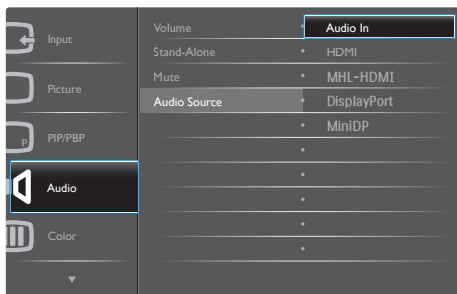 Input
Picture
P
PIP/PBP
Audio
Color
Volume
Stand-Alone
Mute
Audio Source
Audio In
HDMI
MHL-HDMI
DisplayPort
MiniDP